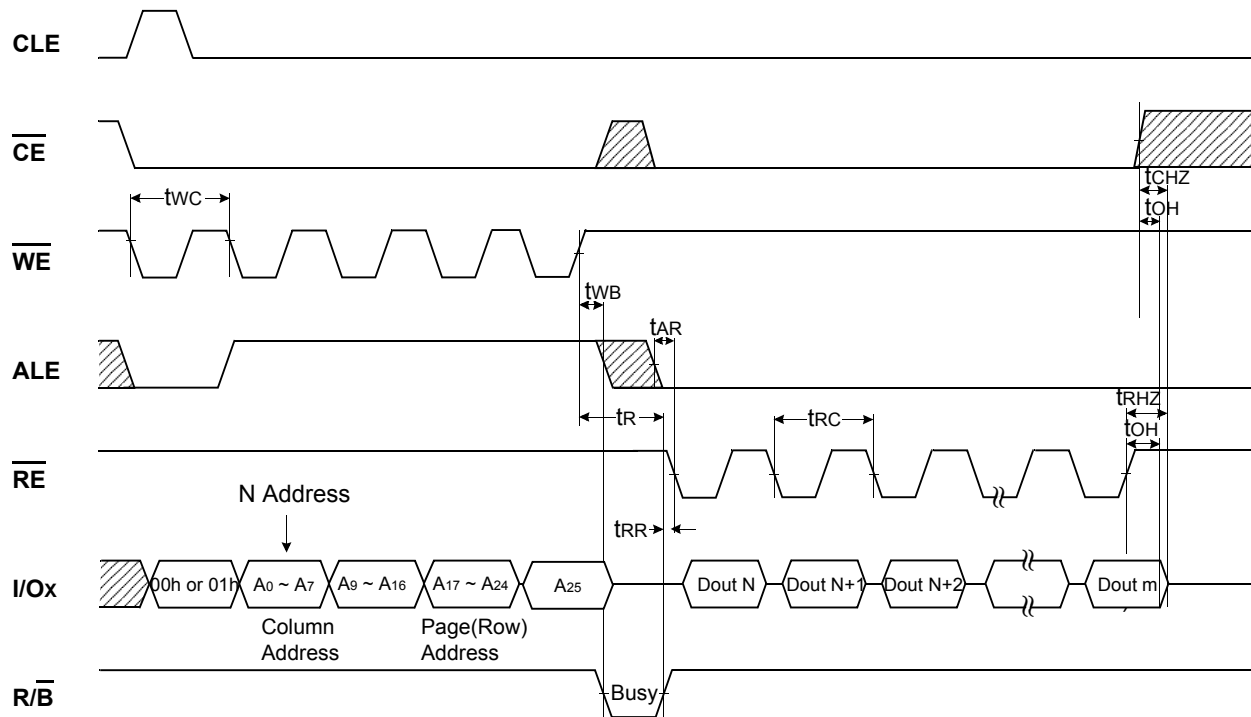 CLE
CE
tCHZ
tOH
tWC
WE
tWB
tAR
ALE
tR
tRC
tRHZ
tOH
RE
N Address
tRR
I/Ox
00h or 01h
A0 ~ A7
A9 ~ A16
A17 ~ A24
A25
Dout N
Dout N+1
Dout N+2
Dout m
Column
Address
Page(Row)
Address
R/B
Busy